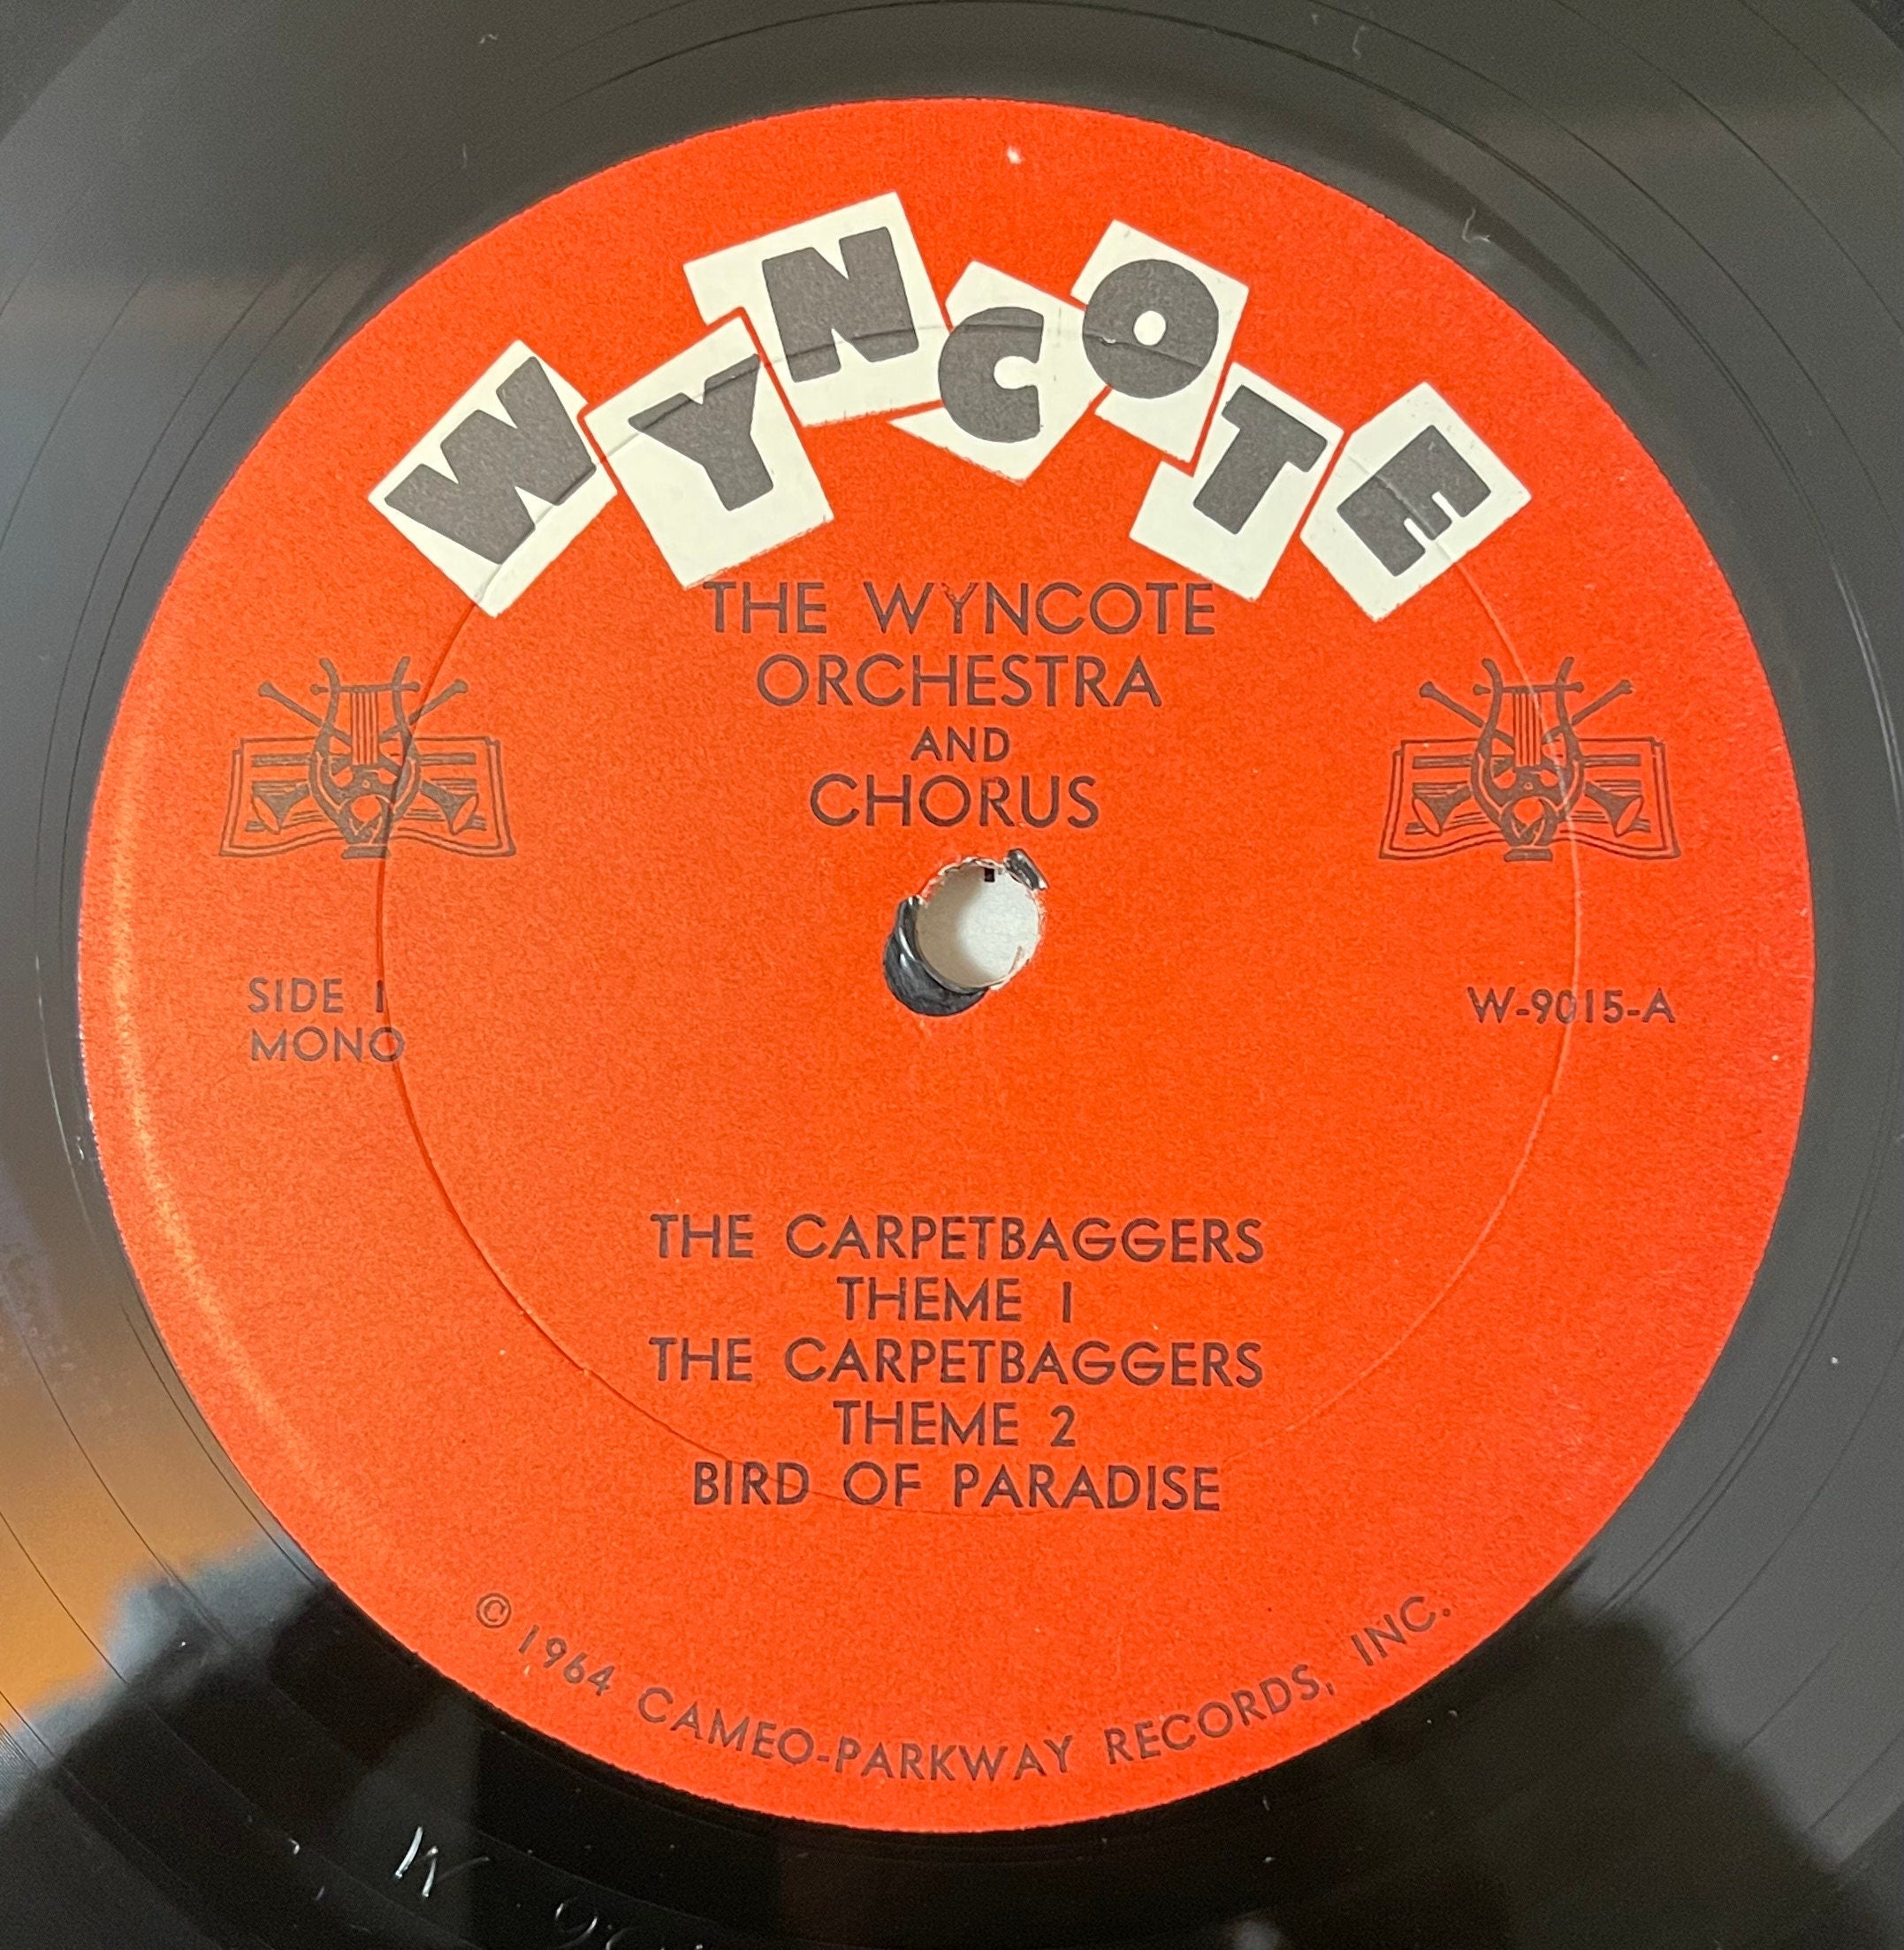 WYNCOTE
THE WYNCOTE
ORCHESTRA
AND
CHORUS
SIDE 1
MONO
W-9015-A
THE CARPETBAGGERS
THEME 1
THE CARPETBAGGERS
THEME 2
BIRD OF PARADISE
© 1964 CAMEO-PARKWAY RECORDS, INC.